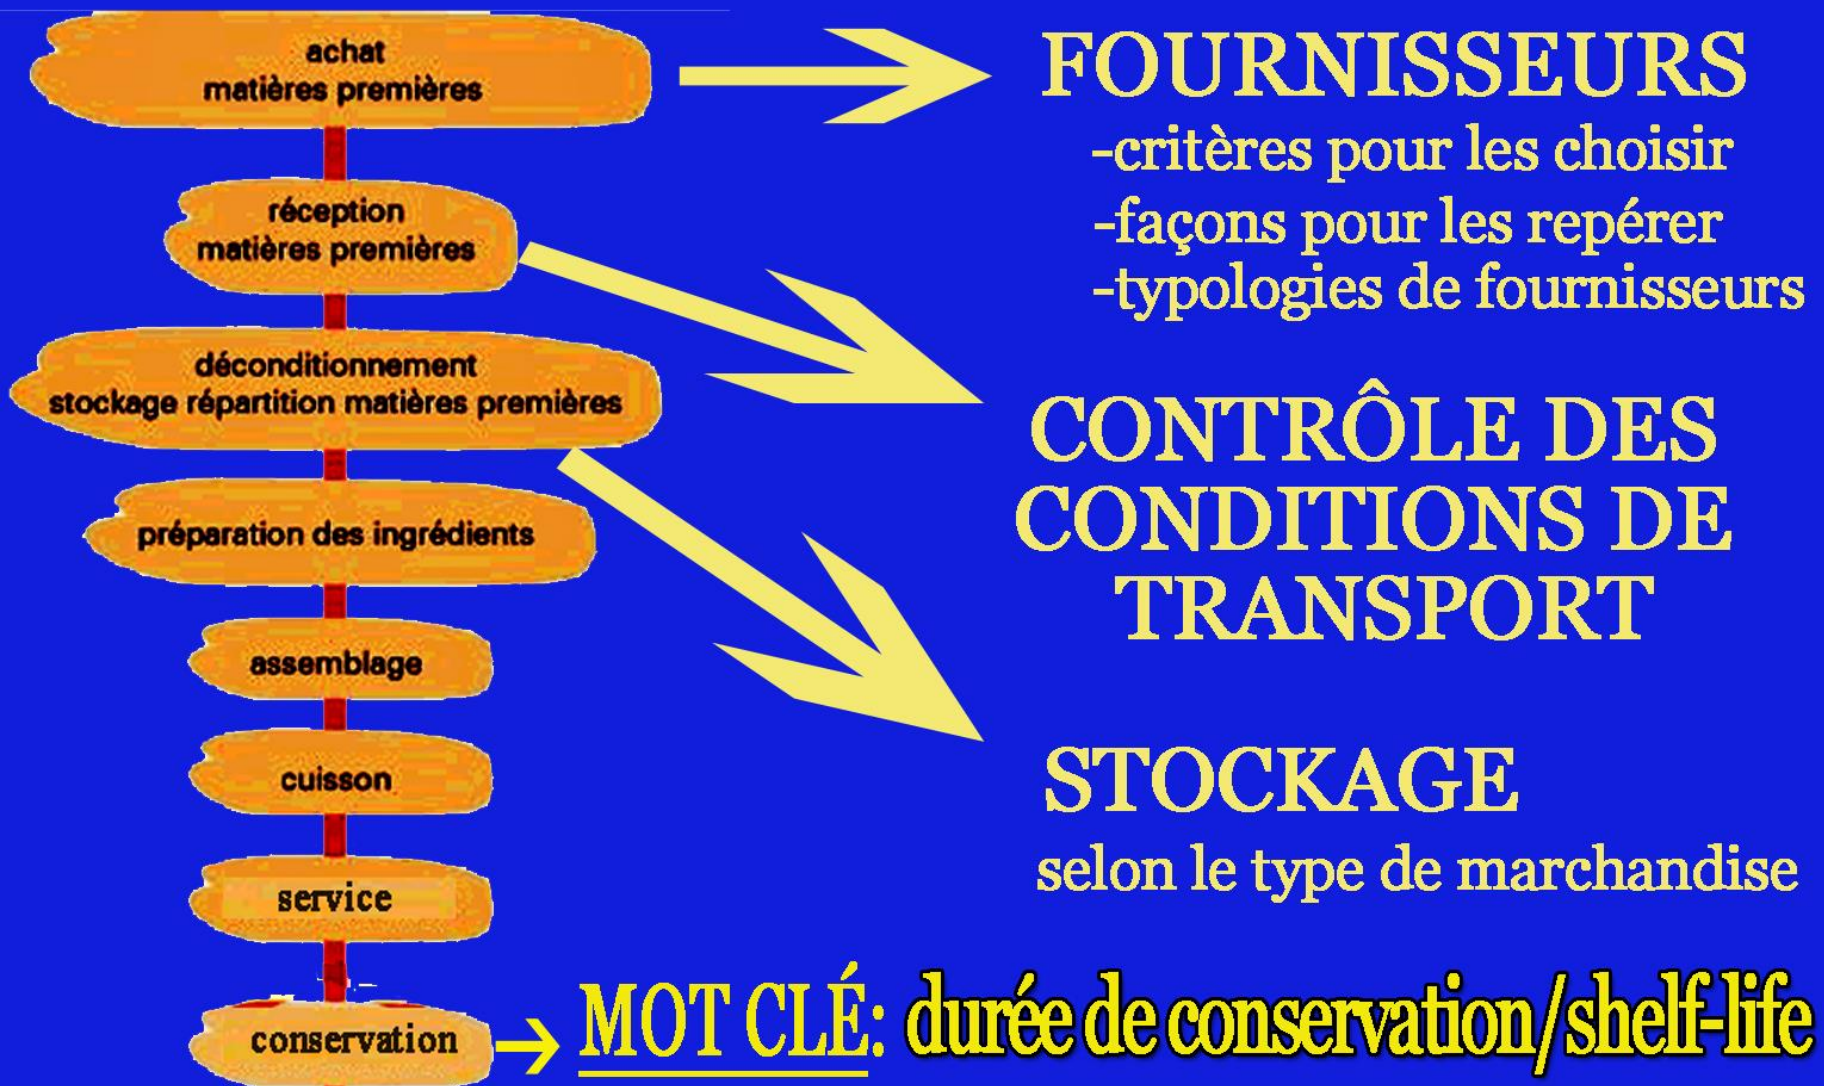 achat
matières premières
réception
matières premières
déconditionnement
stockage répartition matières premières
préparation des ingrédients
assemblage
cuisson
service
conservation
FOURNISSEURS
-critères pour les choisir
-façons pour les repérer
-typologies de fournisseurs
CONTRÔLE DES
CONDITIONS DE
TRANSPORT
STOCKAGE
selon le type de marchandise
MOT CLÉ: durée de conservation/shelf-life